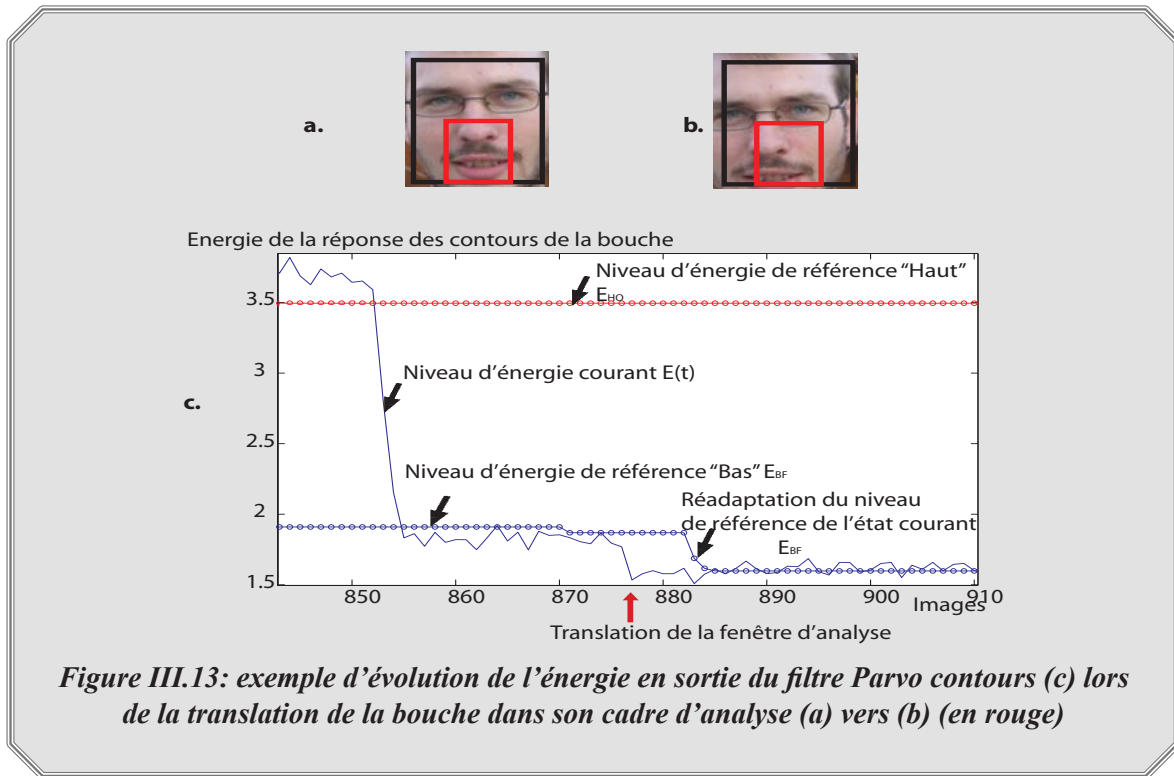 a.
b.
Energie de la réponse des contours de la bouche
Niveau d'énergie de référence "Haut"
EHO
3.5
3
Niveau d'énergie courant E(t)
c.
2.5
Niveau d'énergie de référence "Bas" EBF
Réadaptation du niveau
de référence de l'état courant
EBF
2
1.5
850 860 870 880 890 900 910
Images
Translation de la fenêtre d'analyse
Figure III.13: exemple d'évolution de l'énergie en sortie du filtre Parvo contours (c) lors
de la translation de la bouche dans son cadre d'analyse (a) vers (b) (en rouge)